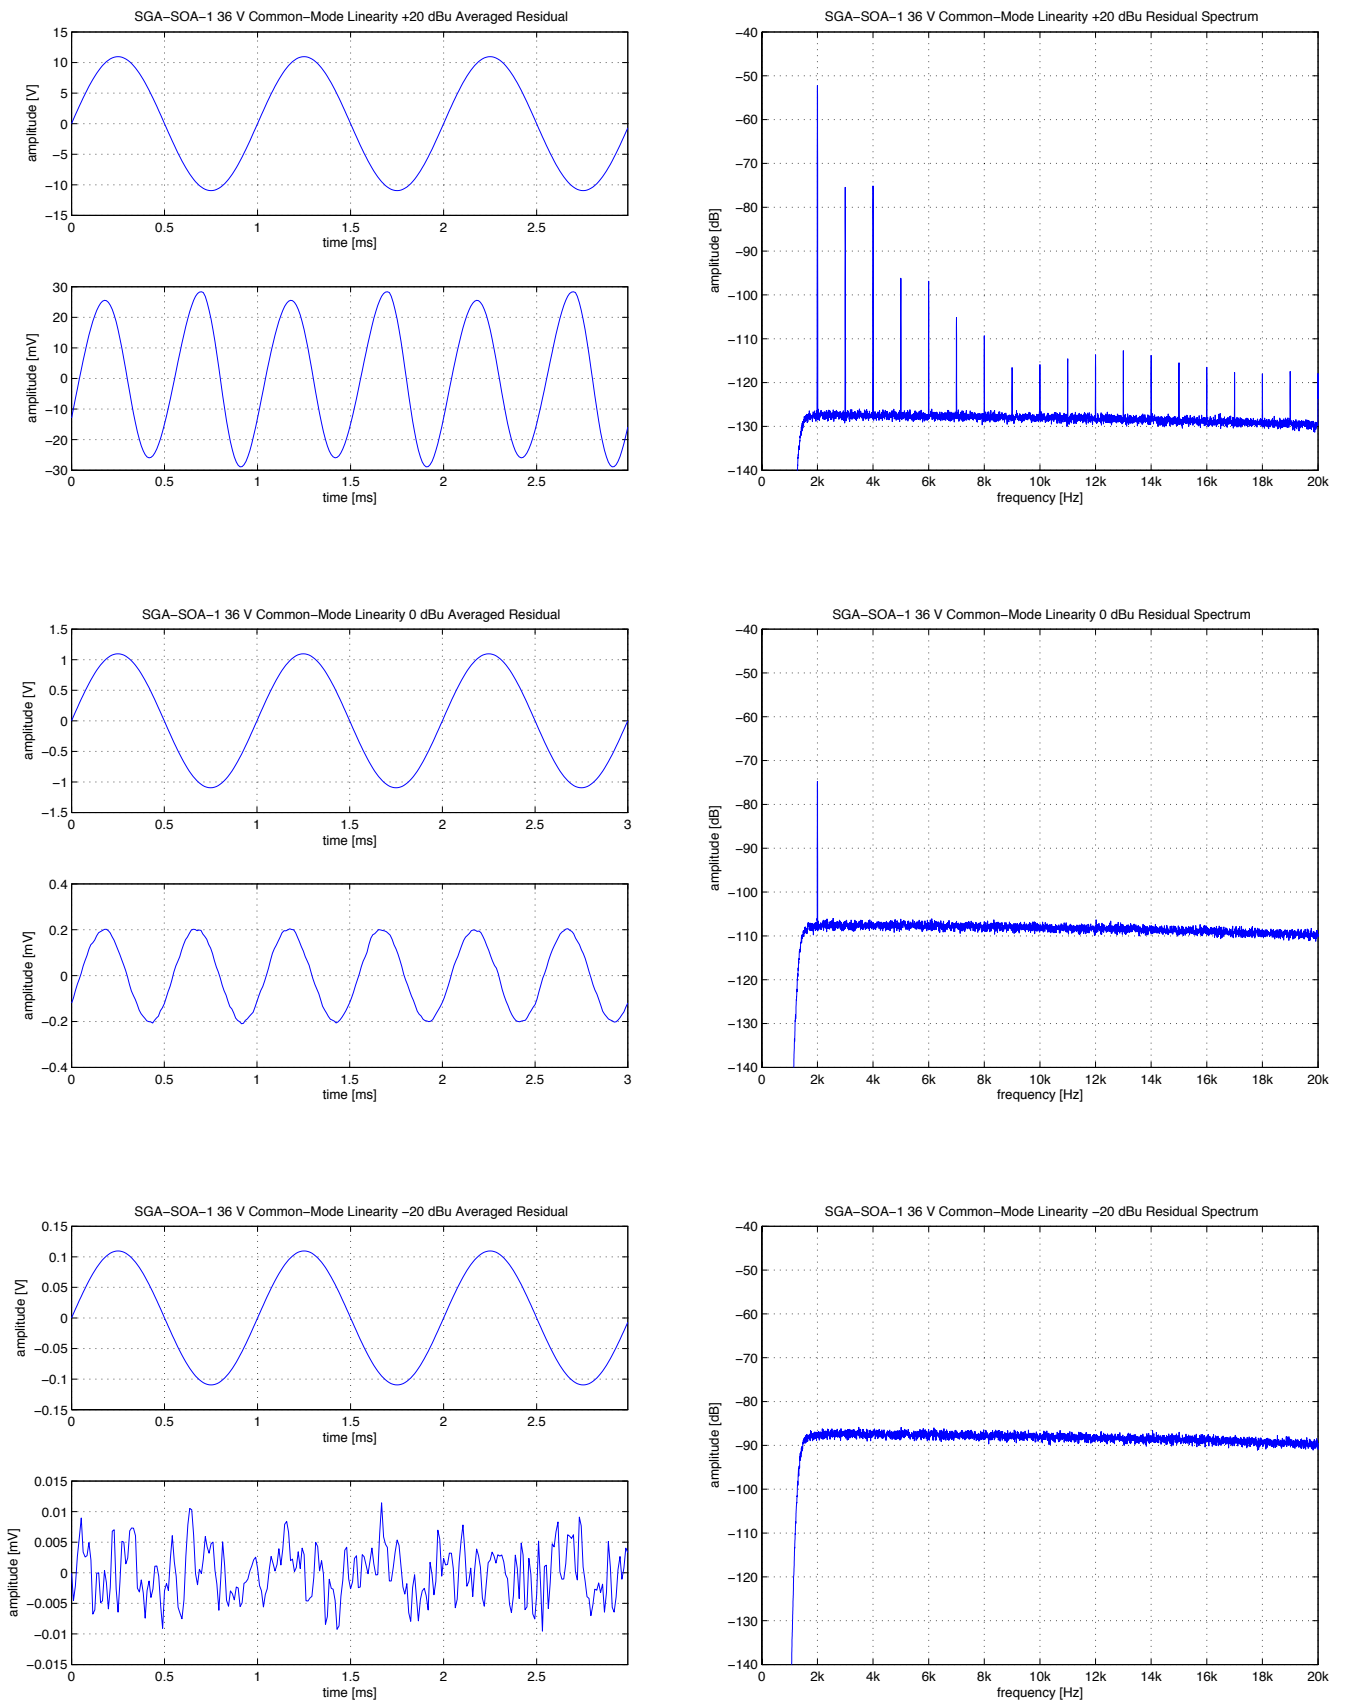 SGA−SOA−1 36 V Common−Mode Linearity +20 dBu Averaged Residual
15
10
5
0
−5
−10
−15
amplitude [V]
0 0.5 1 1.5 2 2.5
time [ms]
30
20
10
0
−10
−20
−30
amplitude [mV]
0 0.5 1 1.5 2 2.5
time [ms]
SGA−SOA−1 36 V Common−Mode Linearity +20 dBu Residual Spectrum
−40
−50
−60
−70
−80
−90
−100
−110
−120
−130
−140
amplitude [dB]
0 2k 4k 6k 8k 10k 12k 14k 16k 18k 20k
frequency [Hz]
SGA−SOA−1 36 V Common−Mode Linearity 0 dBu Averaged Residual
1.5
1
0.5
0
−0.5
−1
−1.5
amplitude [V]
0 0.5 1 1.5 2 2.5 3
time [ms]
0.4
0.2
0
−0.2
−0.4
amplitude [mV]
0 0.5 1 1.5 2 2.5 3
time [ms]
SGA−SOA−1 36 V Common−Mode Linearity 0 dBu Residual Spectrum
−40
−50
−60
−70
−80
−90
−100
−110
−120
−130
−140
amplitude [dB]
0 2k 4k 6k 8k 10k 12k 14k 16k 18k 20k
frequency [Hz]
SGA−SOA−1 36 V Common−Mode Linearity −20 dBu Averaged Residual
0.15
0.1
0.05
0
−0.05
−0.1
−0.15
amplitude [V]
0 0.5 1 1.5 2 2.5
time [ms]
0.015
0.01
0.005
0
−0.005
−0.01
−0.015
amplitude [mV]
0 0.5 1 1.5 2 2.5
time [ms]
SGA−SOA−1 36 V Common−Mode Linearity −20 dBu Residual Spectrum
−40
−50
−60
−70
−80
−90
−100
−110
−120
−130
−140
amplitude [dB]
0 2k 4k 6k 8k 10k 12k 14k 16k 18k 20k
frequency [Hz]